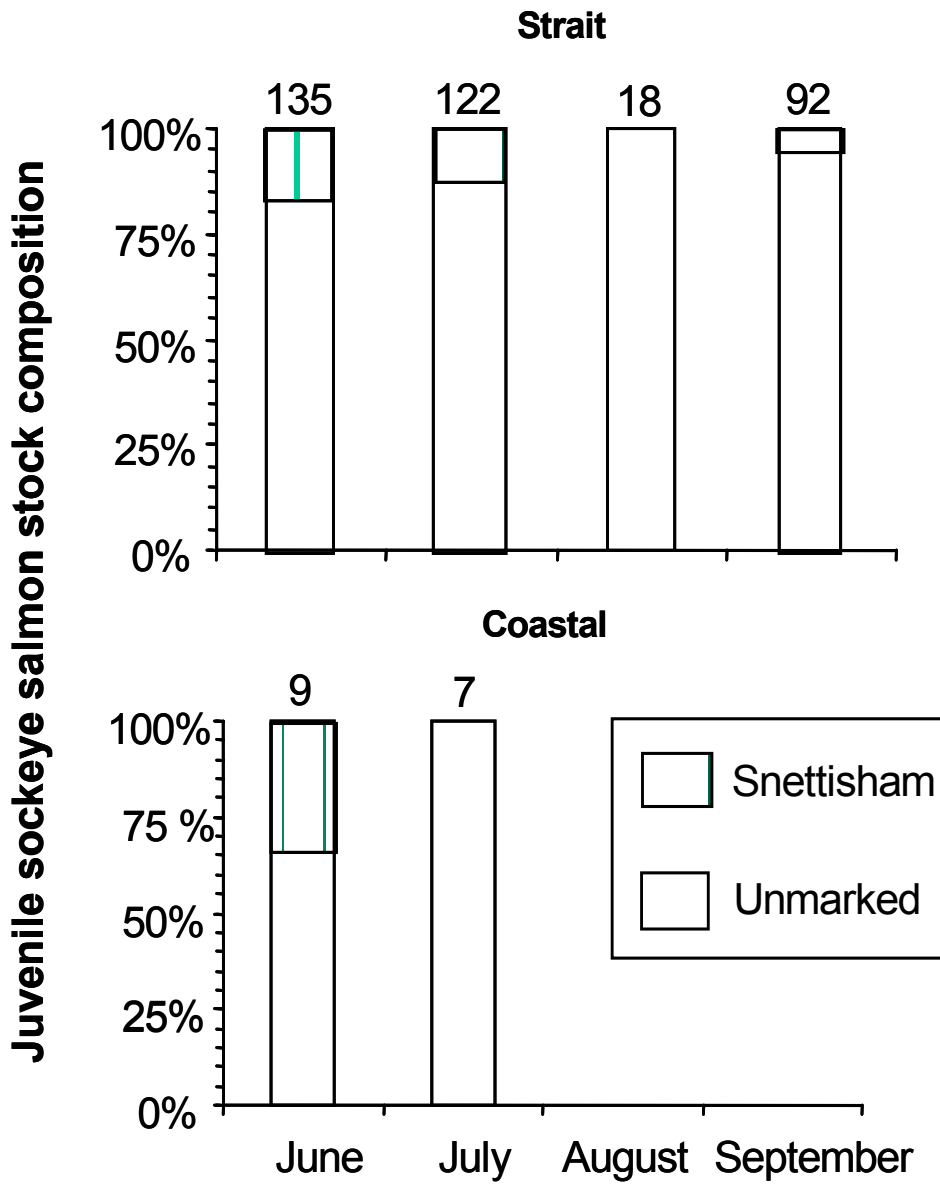 Strait
135 122 18 92
100%
75%
50%
25%
0%
Juvenile sockeye salmon stock composition
Coastal
9 7
100%
75 %
50%
25%
0%
Snettisham
Unmarked
June July August September